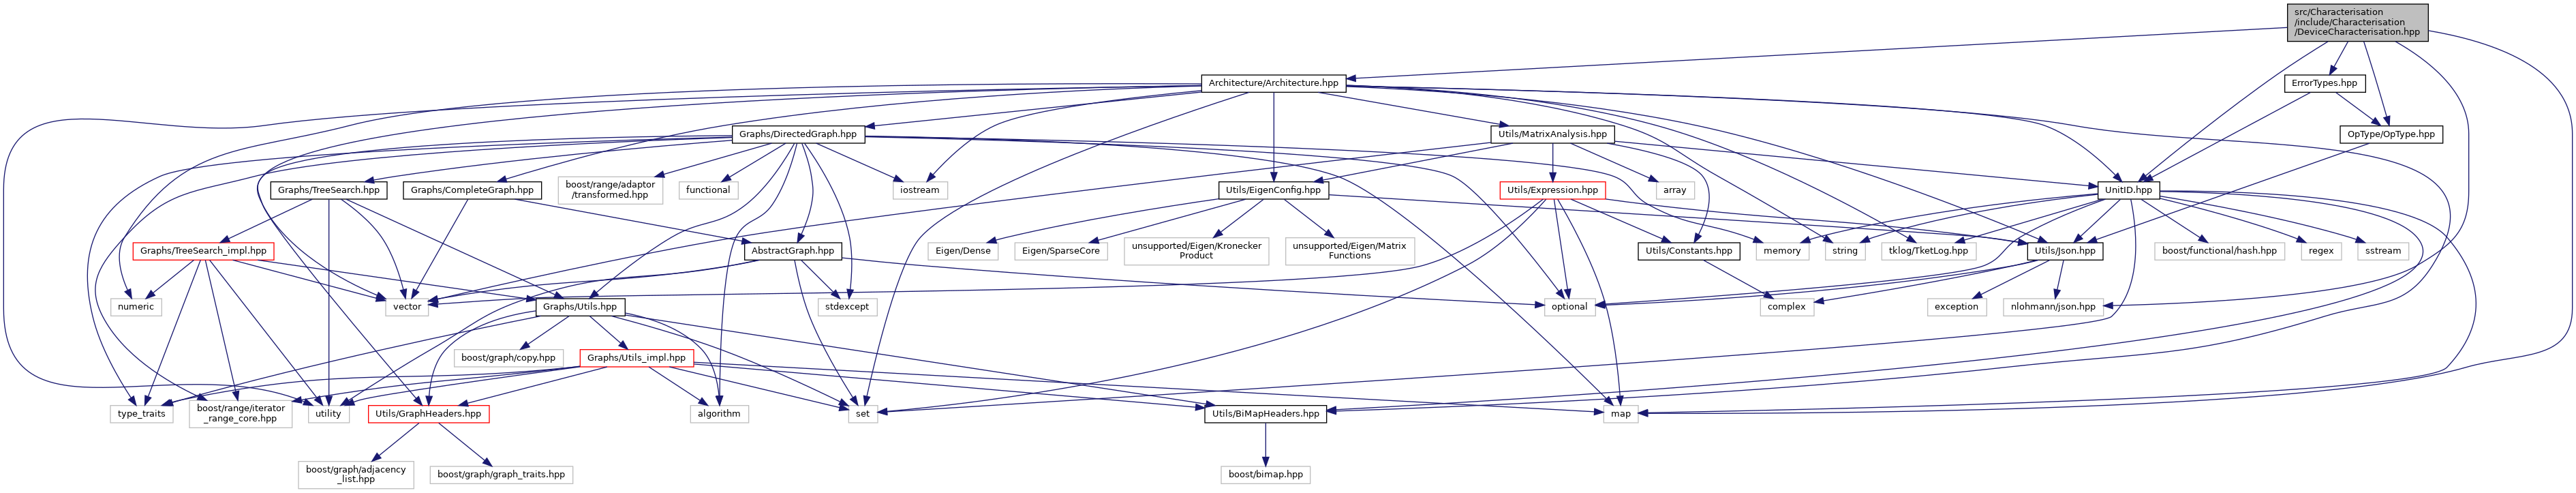 src/Characterisation
/include/Characterisation
/DeviceCharacterisation.hpp
Architecture/Architecture.hpp
ErrorTypes.hpp
Graphs/DirectedGraph.hpp
Utils/MatrixAnalysis.hpp
OpType/OpType.hpp
Graphs/TreeSearch.hpp
Graphs/CompleteGraph.hpp
boost/range/adaptor
/transformed.hpp
functional
iostream
Utils/EigenConfig.hpp
Utils/Expression.hpp
array
UnitID.hpp
Graphs/TreeSearch_impl.hpp
AbstractGraph.hpp
Eigen/Dense
Eigen/SparseCore
unsupported/Eigen/Kronecker
Product
unsupported/Eigen/Matrix
Functions
Utils/Constants.hpp
memory
string
tklog/TketLog.hpp
Utils/Json.hpp
boost/functional/hash.hpp
regex
sstream
numeric
vector
Graphs/Utils.hpp
stdexcept
optional
complex
exception
nlohmann/json.hpp
boost/graph/copy.hpp
Graphs/Utils_impl.hpp
type_traits
boost/range/iterator
_range_core.hpp
utility
Utils/GraphHeaders.hpp
algorithm
set
Utils/BiMapHeaders.hpp
map
boost/graph/adjacency
_list.hpp
boost/graph/graph_traits.hpp
boost/bimap.hpp